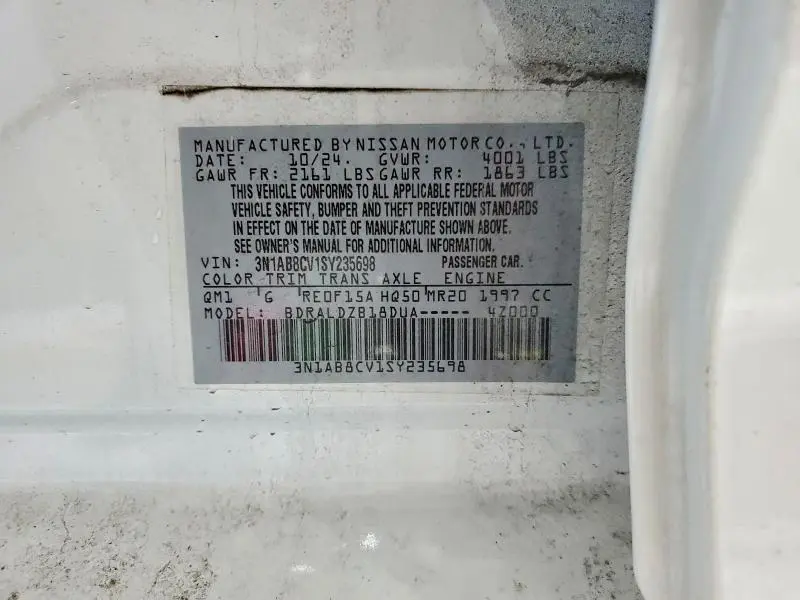 MANUFACTURED BY NISSAN MOTOR CO., LTD.
DATE: 10/24. GVWR: 4001 LBS
GAWR FR: 2161 LBS GAWR RR: 1863 LBS
THIS VEHICLE CONFORMS TO ALL APPLICABLE FEDERAL MOTOR
VEHICLE SAFETY, BUMPER AND THEFT PREVENTION STANDARDS
IN EFFECT ON THE DATE OF MANUFACTURE SHOWN ABOVE.
SEE OWNER'S MANUAL FOR ADDITIONAL INFORMATION.
VIN: 3N1AB8CV1SY235698 PASSENGER CAR.
COLOR TRIM TRANS AXLE ENGINE
QM1 G RE0F15A HQ50 MR20 1997 CC
MODEL: BDRALDZB18DUA----- 4Z000
3N1AB8CV1SY235698